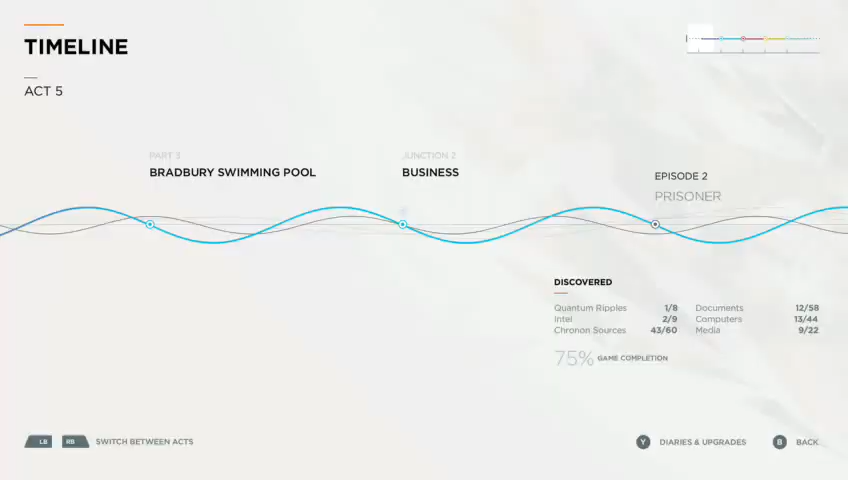 TIMELINE
ACT 5
PART 3
BRADBURY SWIMMING POOL
JUNCTION 2
BUSINESS
EPISODE 2
PRISONER
DISCOVERED
Quantum Ripples 1/8 Documents 12/58
Intel 2/9 Computers 13/44
Chronon Sources 43/60 Media 9/22
75% GAME COMPLETION
LB RB SWITCH BETWEEN ACTS
Y DIARIES & UPGRADES B BACK